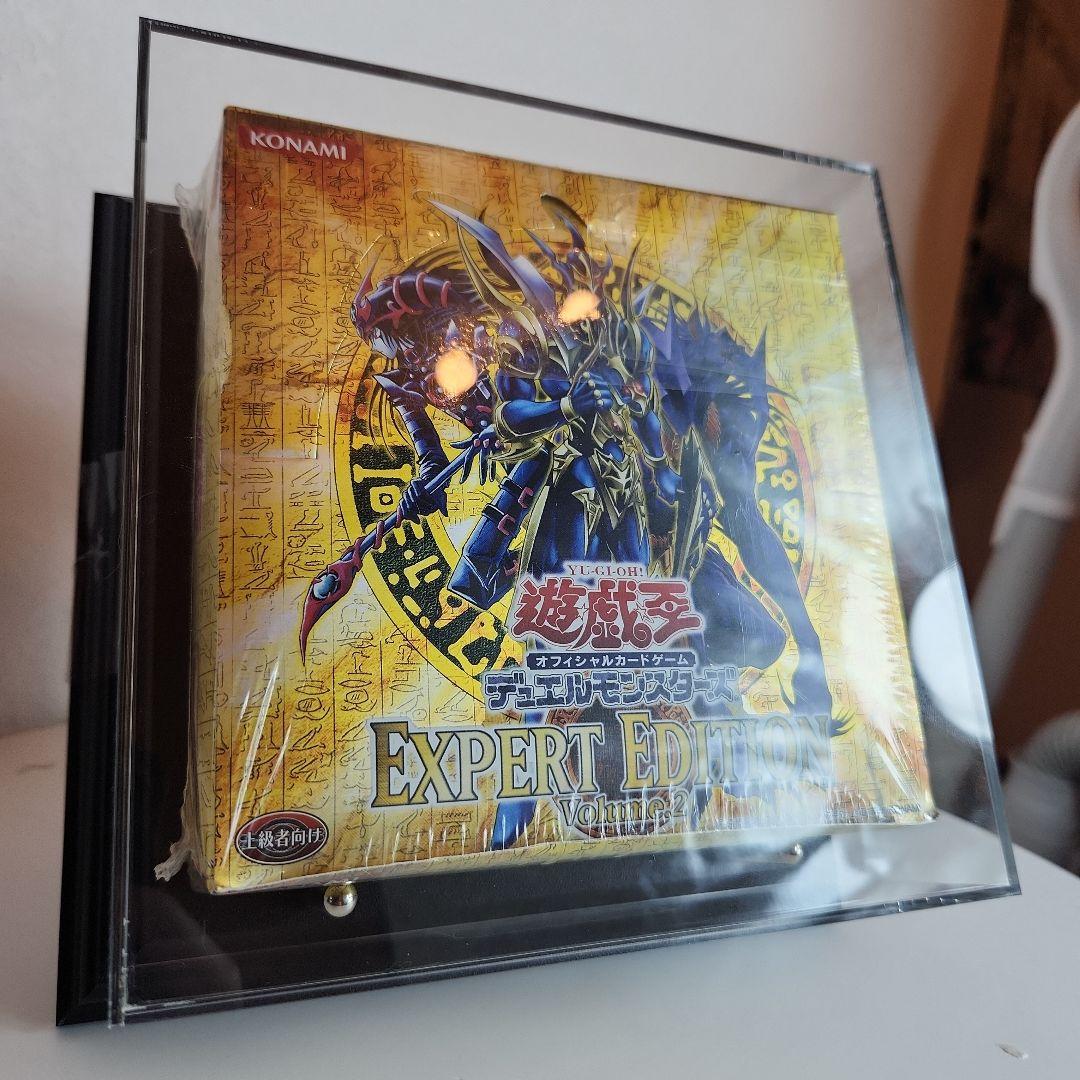 KONAMI
YU-GI-OH!
遊戯王
オフィシャルカードゲーム
デュエルモンスターズ
EXPERT EDITION
Volume.2
上級者向け